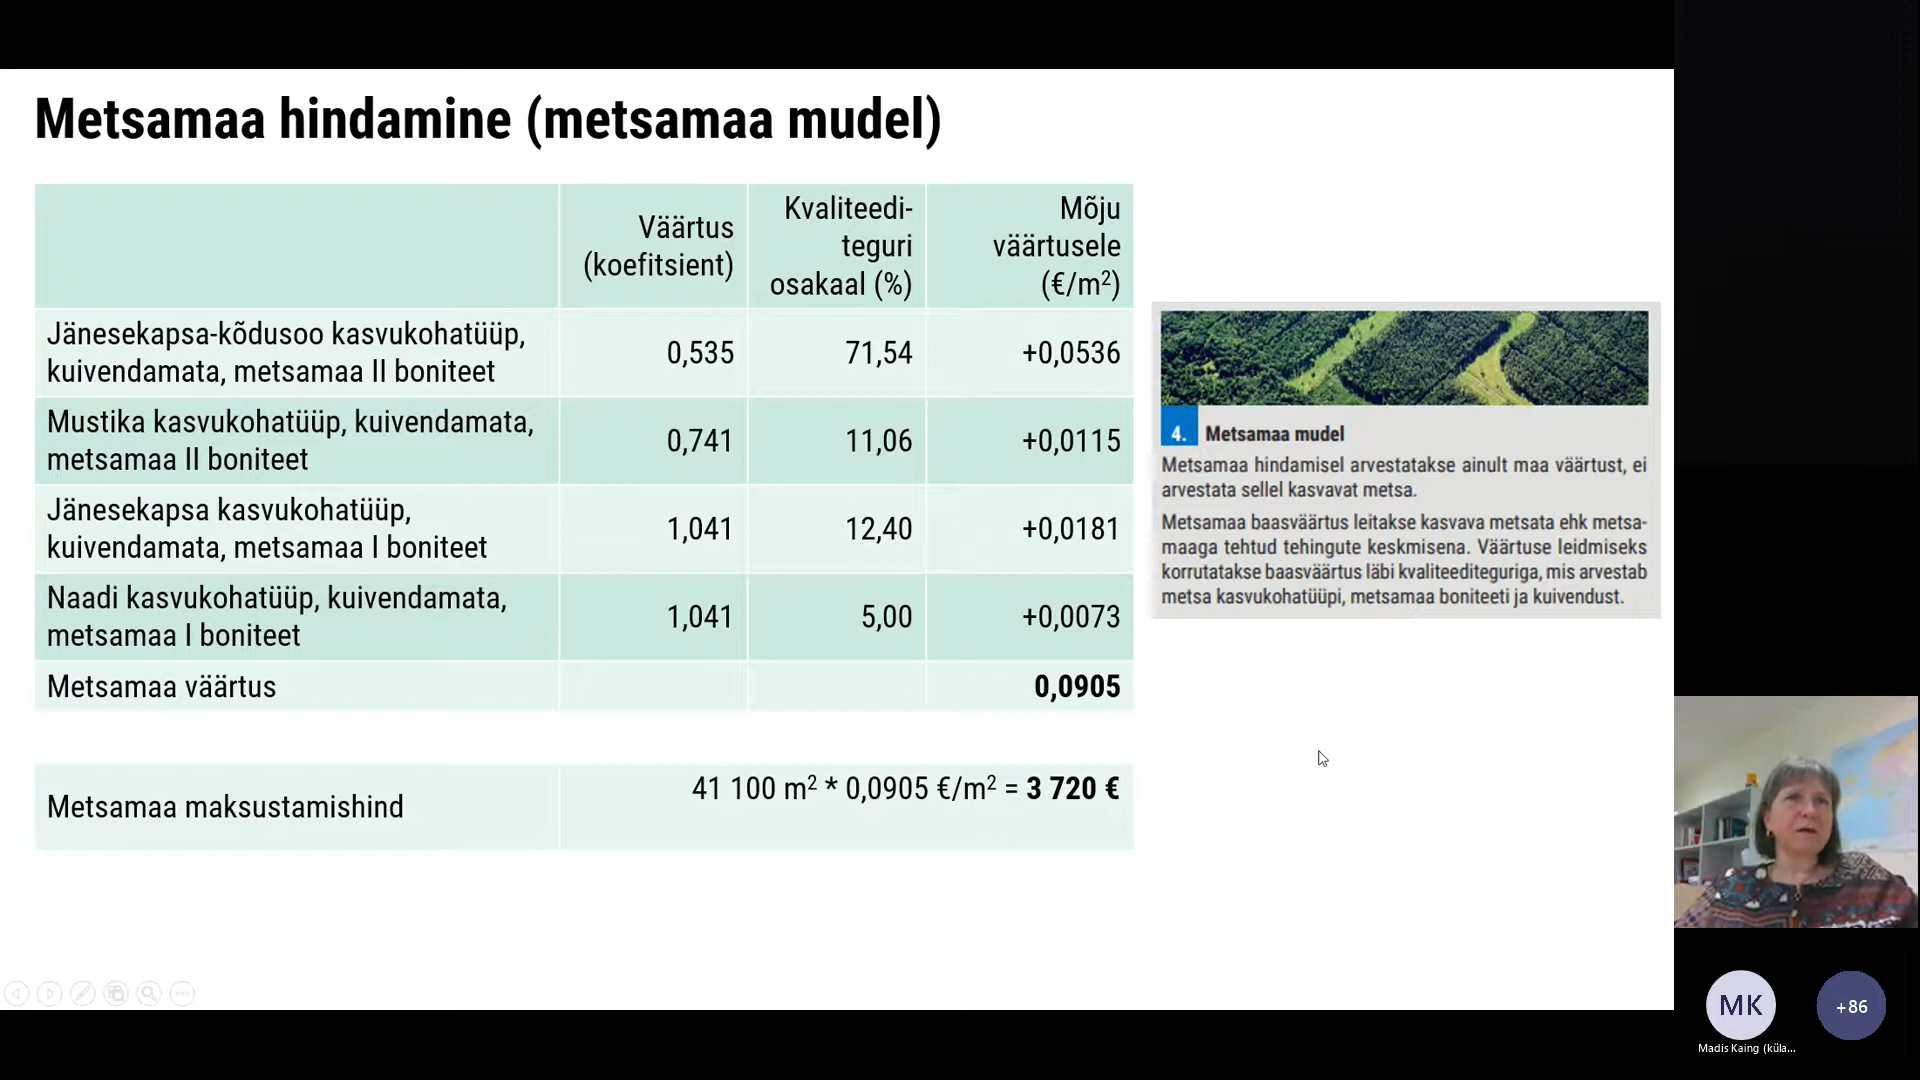 Metsamaa hindamine (metsamaa mudel)
Väärtus
(koefitsient)
Kvaliteedi-
teguri
osakaal (%)
Mõju
väärtusele
(€/m²)
Jänesekapsa-kõdusoo kasvukohatüüp,
kuivendamata, metsamaa II boniteet
0,535
71,54
+0,0536
Mustika kasvukohatüüp, kuivendamata,
metsamaa II boniteet
0,741
11,06
+0,0115
Jänesekapsa kasvukohatüüp,
kuivendamata, metsamaa I boniteet
1,041
12,40
+0,0181
Naadi kasvukohatüüp, kuivendamata,
metsamaa I boniteet
1,041
5,00
+0,0073
Metsamaa väärtus
0,0905
Metsamaa maksustamishind
41 100 m² * 0,0905 €/m² = 3 720 €
4. Metsamaa mudel
Metsamaa hindamisel arvestatakse ainult maa väärtust, ei
arvestata sellel kasvavat metsa.
Metsamaa baasväärtus leitakse kasvava metsata ehk metsa-
maaga tehtud tehingute keskmisena. Väärtuse leidmiseks
korrutatakse baasväärtus läbi kvaliteediteguriga, mis arvestab
metsa kasvukohatüüpi, metsamaa boniteeti ja kuivendust.
MK
+86
Madis Kaing (küla...